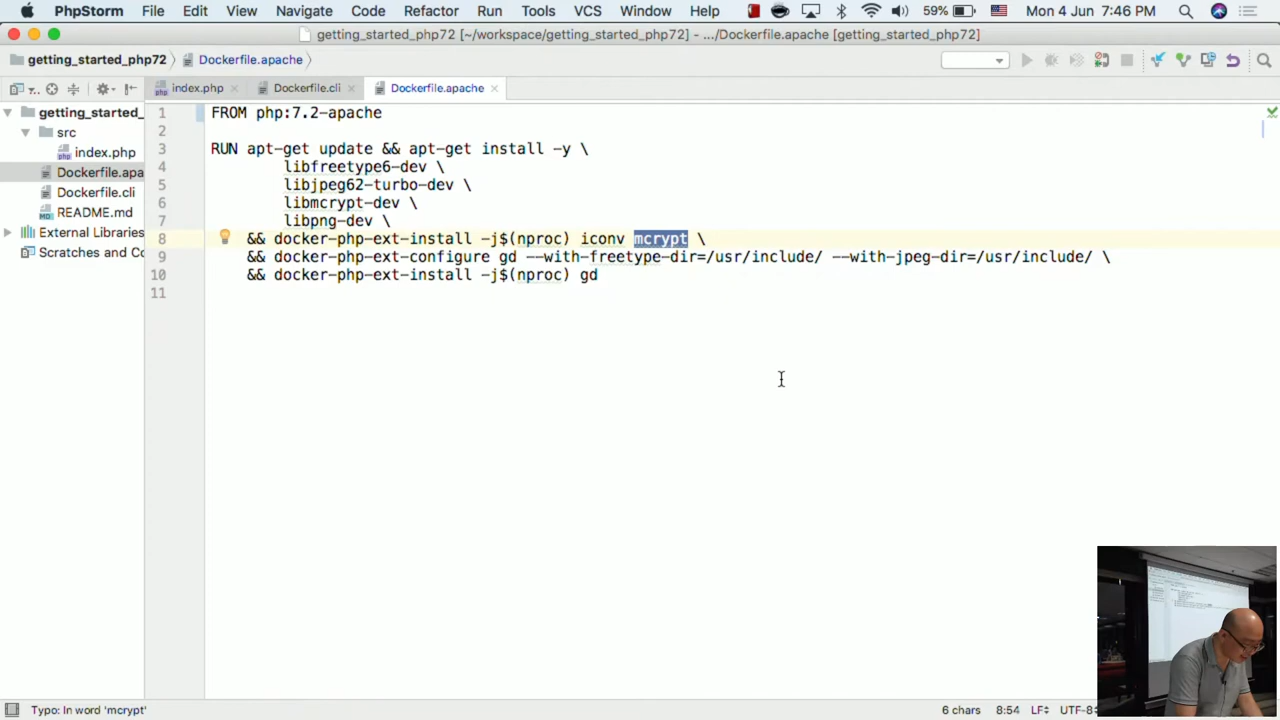 PhpStorm File Edit View Navigate Code Refactor Run Tools VCS Window Help 59% Mon 4 Jun 7:46 PM
getting_started_php72 [~/workspace/getting_started_php72] - .../Dockerfile.apache [getting_started_php72]
getting_started_php72 Dockerfile.apache
index.php Dockerfile.cli Dockerfile.apache
getting_started_
src
index.php
Dockerfile.apa
Dockerfile.cli
README.md
External Libraries
Scratches and Co
1 FROM php:7.2-apache
2
3 RUN apt-get update && apt-get install -y \
4 libfreetype6-dev \
5 libjpeg62-turbo-dev \
6 libmcrypt-dev \
7 libpng-dev \
8 && docker-php-ext-install -j$(nproc) iconv mcrypt \
9 && docker-php-ext-configure gd --with-freetype-dir=/usr/include/ --with-jpeg-dir=/usr/include/ \
10 && docker-php-ext-install -j$(nproc) gd
11
Typo: In word 'mcrypt' 6 chars 8:54 LF UTF-8